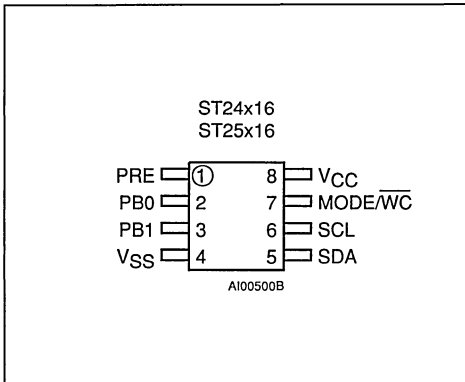 ST24x16
ST25x16
PRE 1 8 VCC
PB0 2 7 MODE/WC
PB1 3 6 SCL
VSS 4 5 SDA
AI00500B